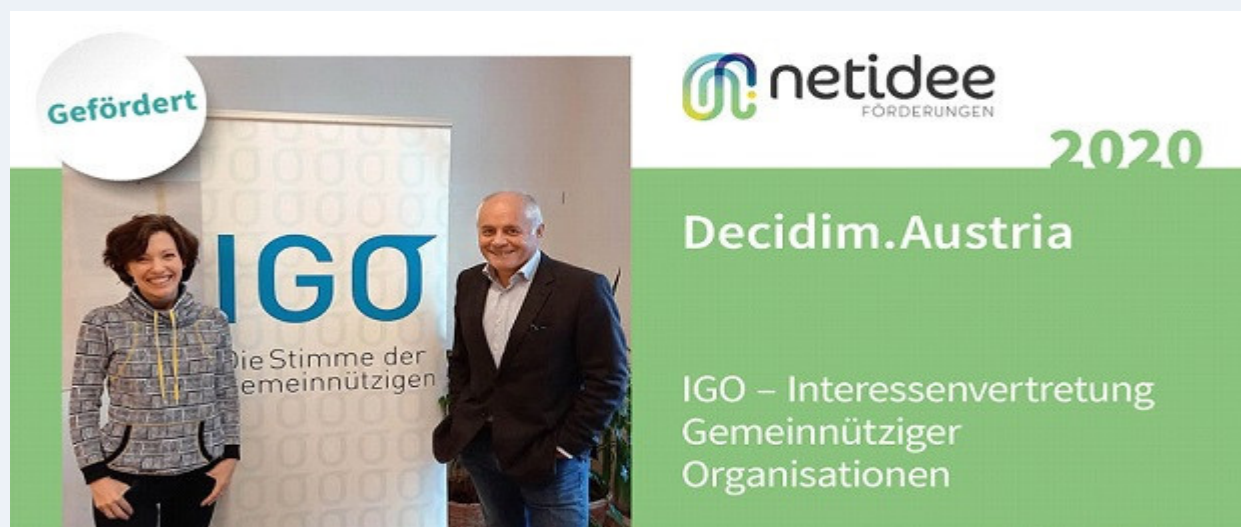 Gefördert
IGO
Die Stimme der
Gemeinnützigen
netidee
FÖRDERUNGEN
2020
Decidim.Austria
IGO – Interessenvertretung
Gemeinnütziger
Organisationen